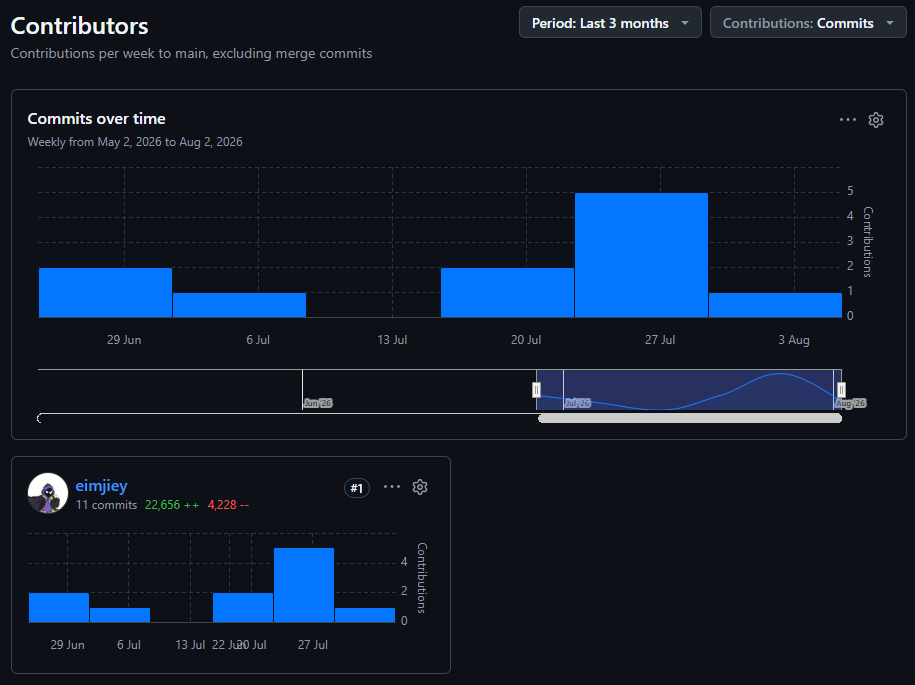 Contributors
Period: Last 3 months
Contributions: Commits
Contributions per week to main, excluding merge commits
Commits over time
Weekly from May 2, 2026 to Aug 2, 2026
5
4
3
2
1
0
Contributions
29 Jun
6 Jul
13 Jul
20 Jul
27 Jul
3 Aug
Jun '26
Jul '26
Aug '26
eimjiey
#1
11 commits 22,656 ++ 4,228 --
4
2
0
Contributions
29 Jun
6 Jul
13 Jul
22 Jun
20 Jul
27 Jul